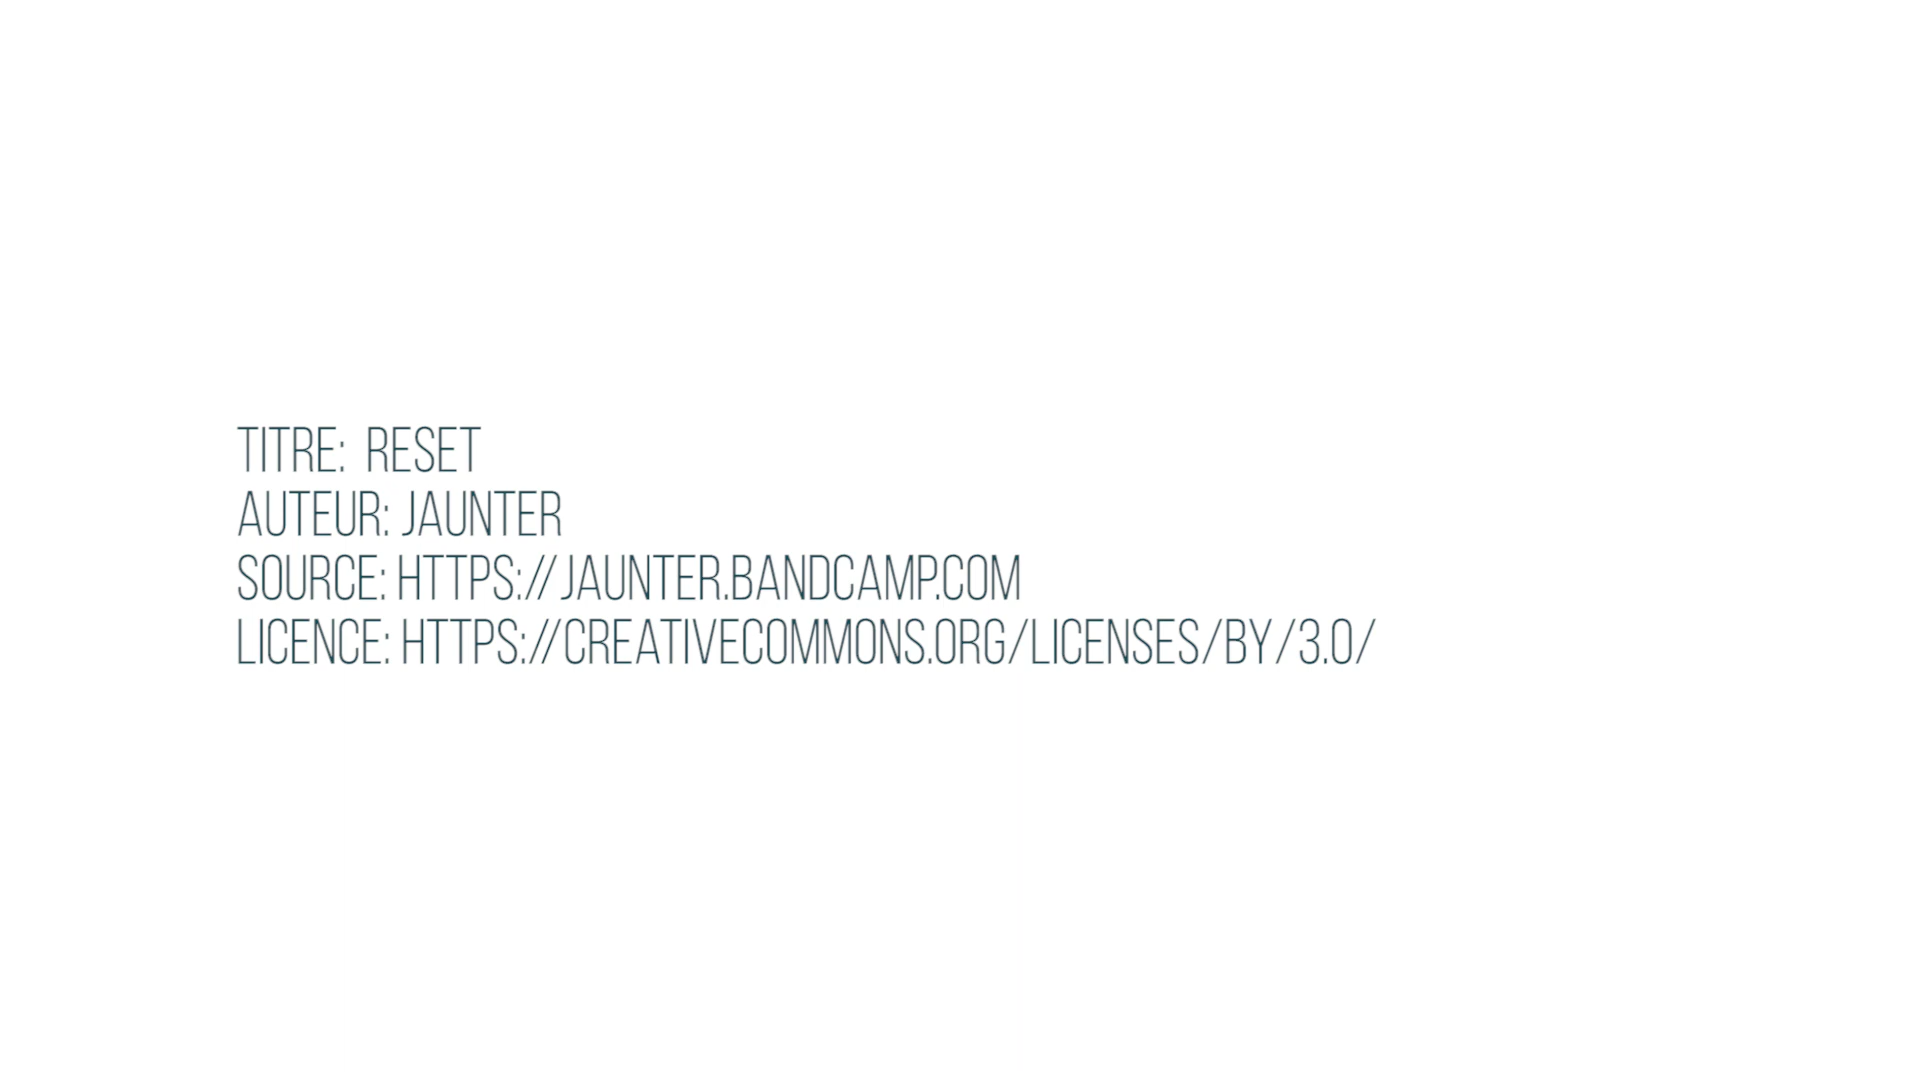 TITRE: RESET
AUTEUR: JAUNTER
SOURCE: HTTPS://JAUNTER.BANDCAMP.COM
LICENCE: HTTPS://CREATIVECOMMONS.ORG/LICENSES/BY/3.0/